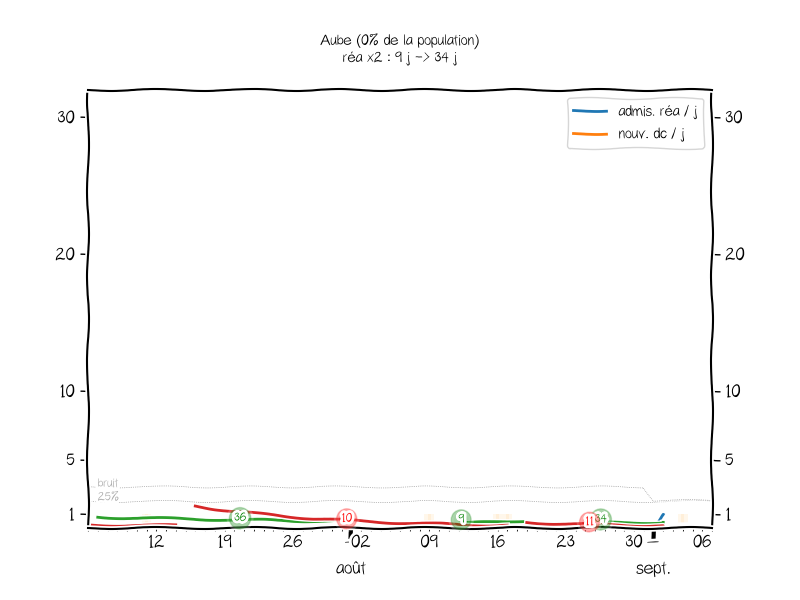 Aube (0% de la population)
réa x2 : 9 j -> 34 j
admis. réa / j
nouv. dc / j
30 30
20 20
10 10
5 5
bruit
25%
1 1
36 10 9 11 34
12 19 26 02 09 16 23 30 06
août sept.